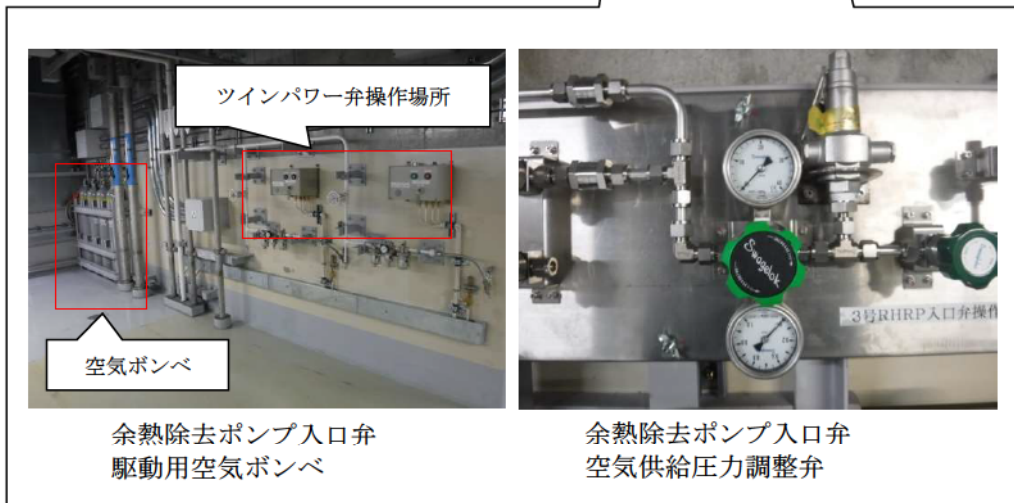 ツインパワー弁操作場所
空気ボンベ
Swagelok
3号RHRP入口弁操作
余熱除去ポンプ入口弁
駆動用空気ボンベ
余熱除去ポンプ入口弁
空気供給圧力調整弁